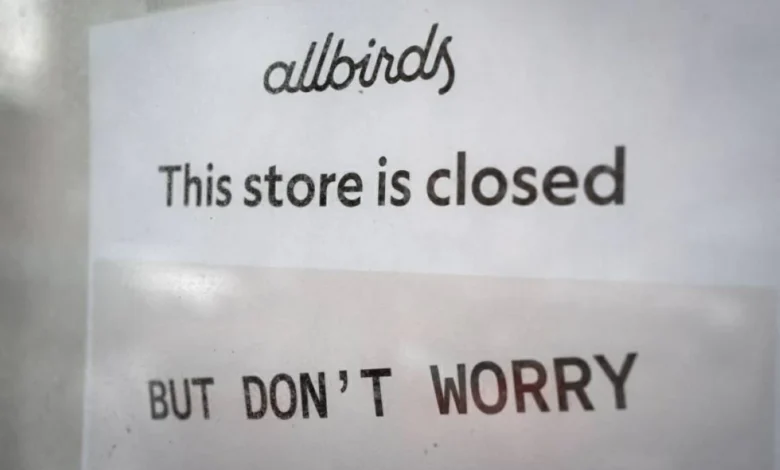 allbirds
This store is closed
BUT DON'T WORRY